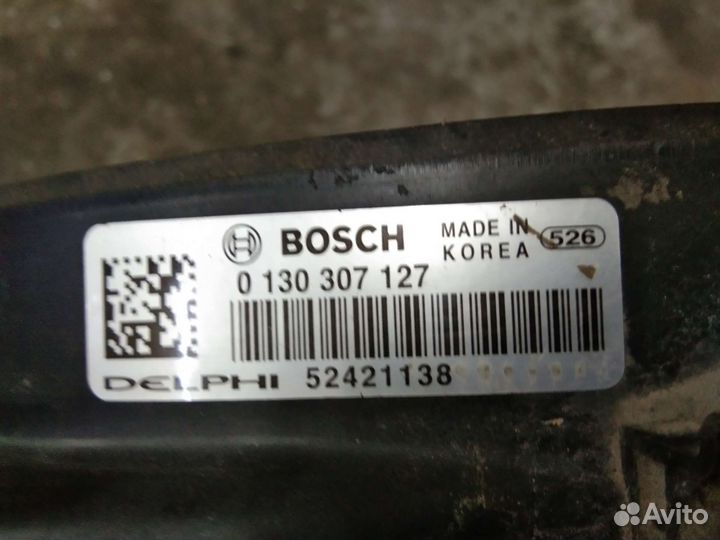 BOSCH
MADE IN KOREA
526
0 130 307 127
DELPHI 52421138
Avito